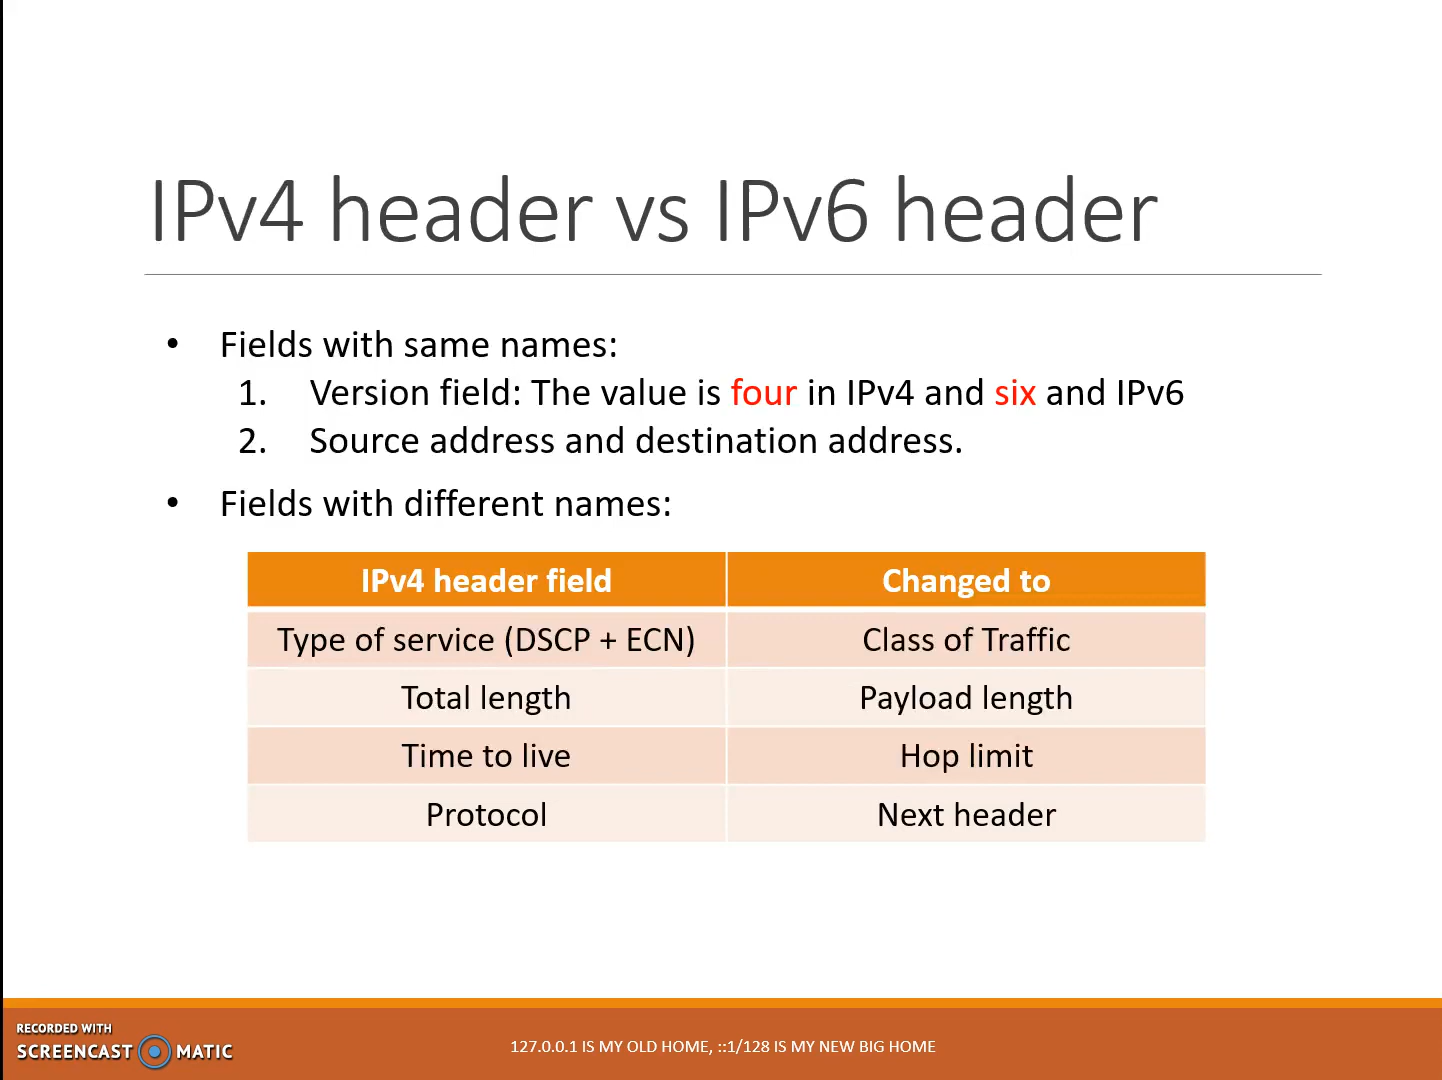 IPv4 header vs IPv6 header
• Fields with same names:
1. Version field: The value is four in IPv4 and six and IPv6
2. Source address and destination address.
• Fields with different names:
IPv4 header field Changed to
Type of service (DSCP + ECN) Class of Traffic
Total length Payload length
Time to live Hop limit
Protocol Next header
RECORDED WITH
SCREENCAST MATIC
127.0.0.1 IS MY OLD HOME, ::1/128 IS MY NEW BIG HOME